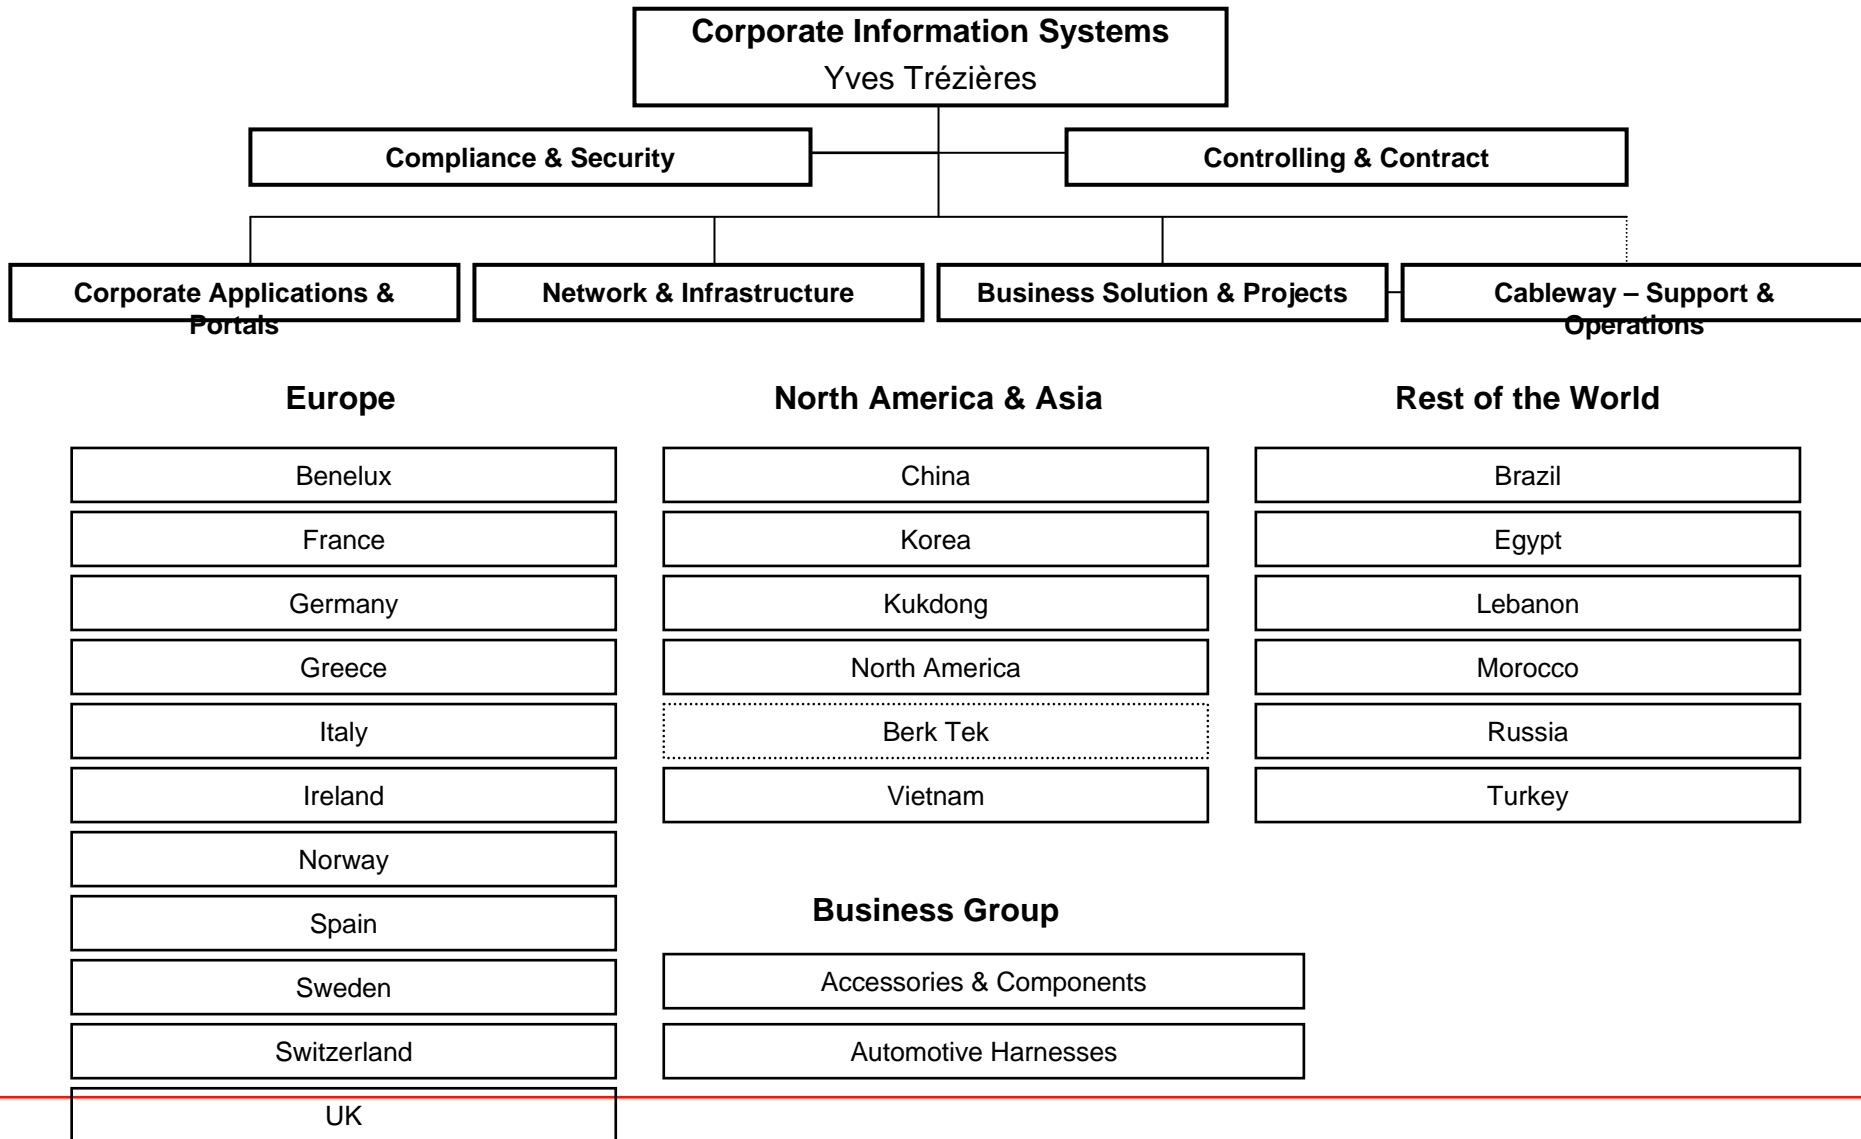 Corporate Information Systems
Yves Trézières
Compliance & Security
Controlling & Contract
Corporate Applications &
Portals
Network & Infrastructure
Business Solution & Projects
Cableway – Support &
Operations
Europe
Benelux
France
Germany
Greece
Italy
Ireland
Norway
Spain
Sweden
Switzerland
UK
North America & Asia
China
Korea
Kukdong
North America
Berk Tek
Vietnam
Rest of the World
Brazil
Egypt
Lebanon
Morocco
Russia
Turkey
Business Group
Accessories & Components
Automotive Harnesses